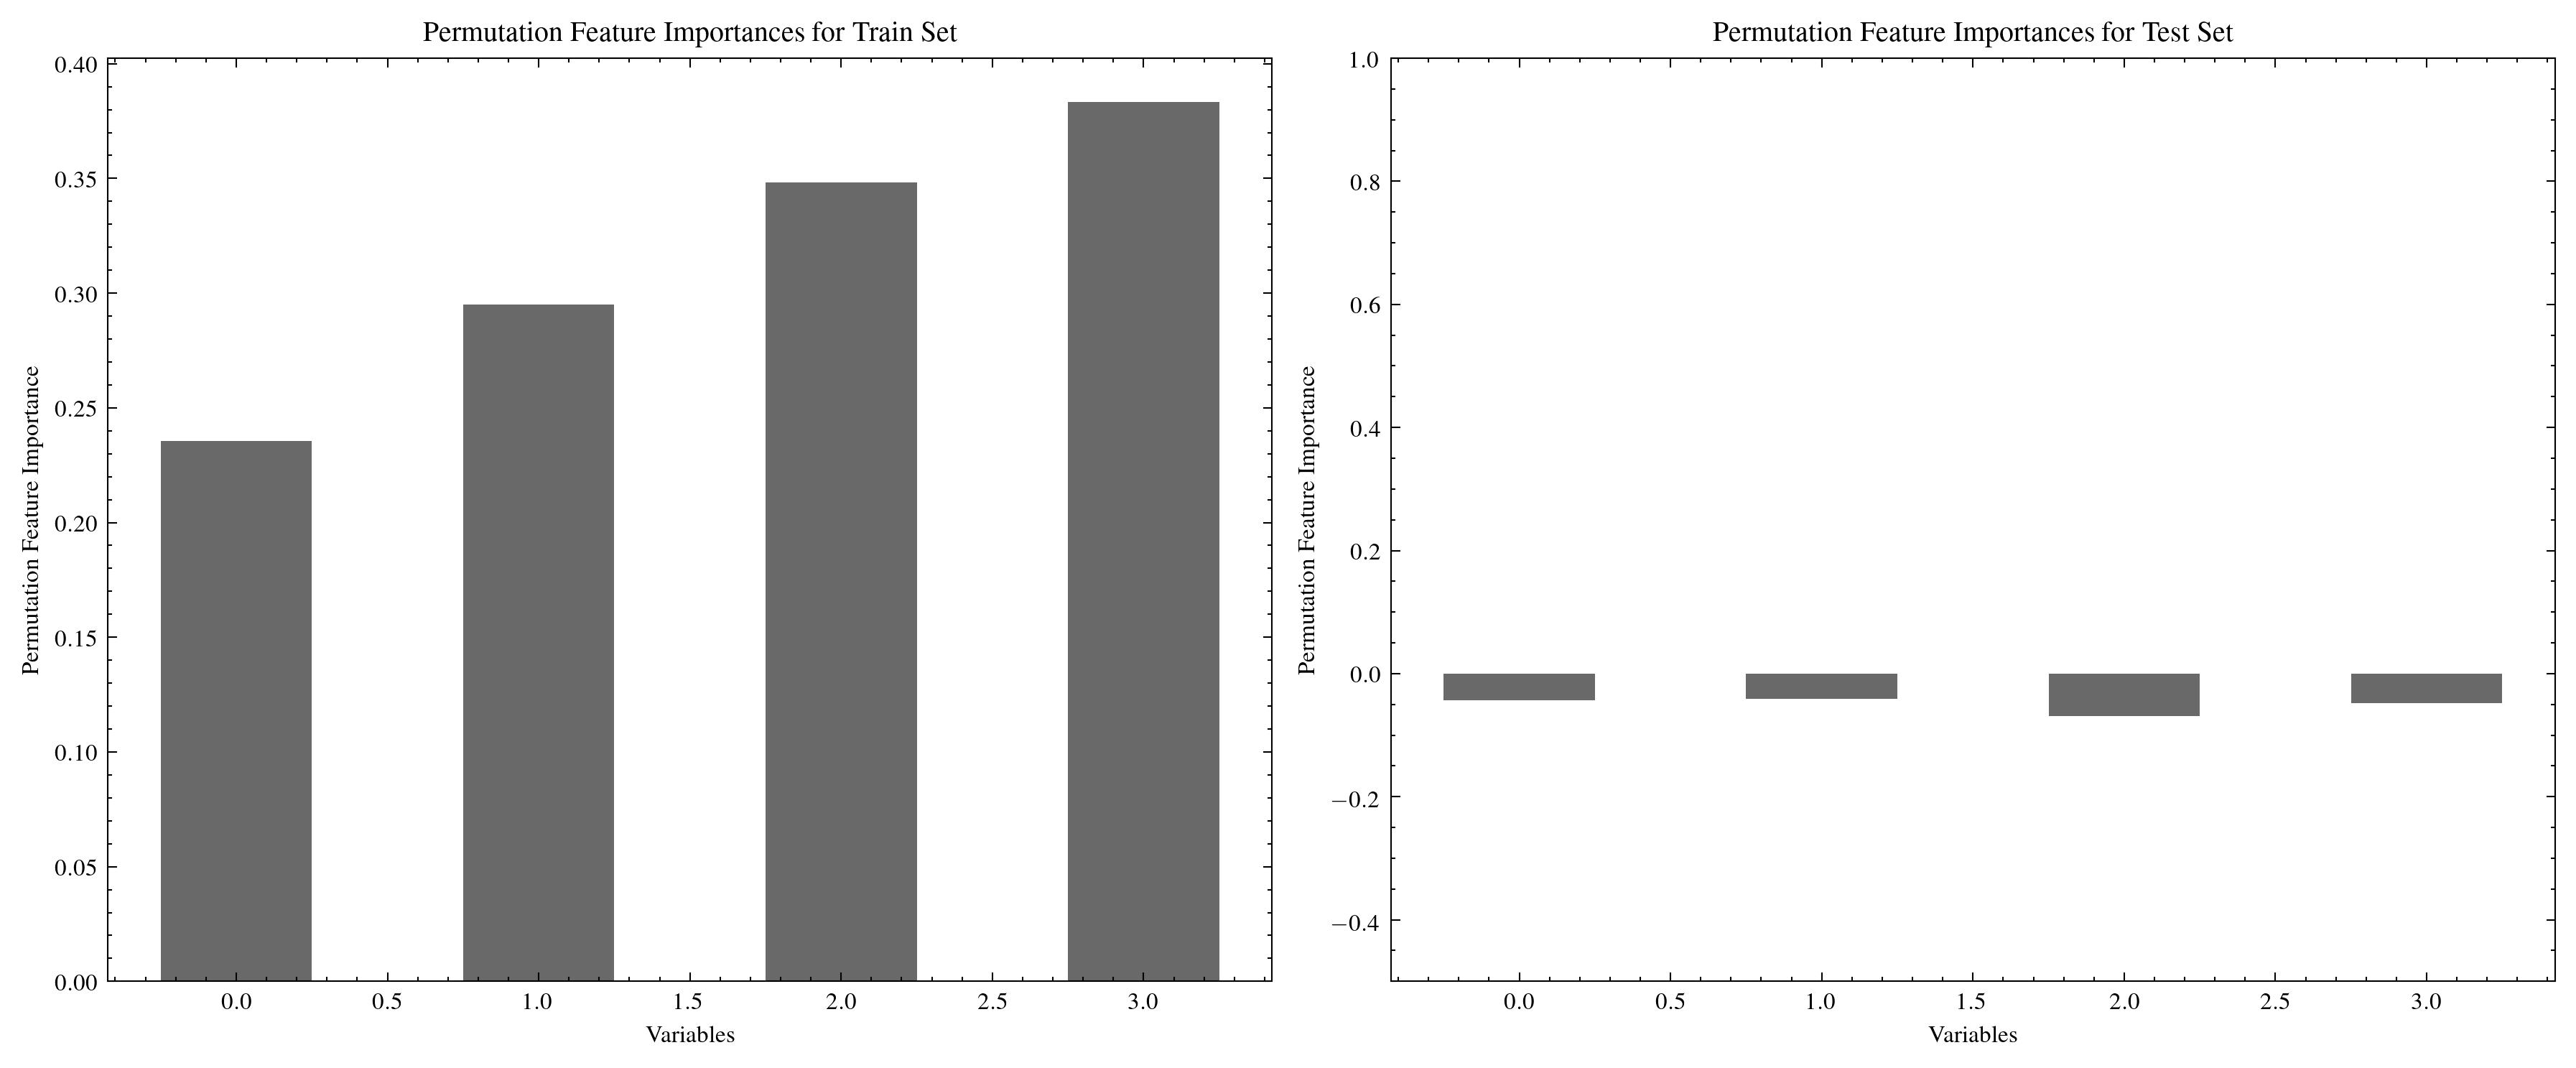 Permutation Feature Importances for Train Set
0.40
0.35
0.30
0.25
0.20
0.15
0.10
0.05
0.00
Permutation Feature Importance
0.0 0.5 1.0 1.5 2.0 2.5 3.0
Variables
Permutation Feature Importances for Test Set
1.0
0.8
0.6
0.4
0.2
0.0
−0.2
−0.4
Permutation Feature Importance
0.0 0.5 1.0 1.5 2.0 2.5 3.0
Variables